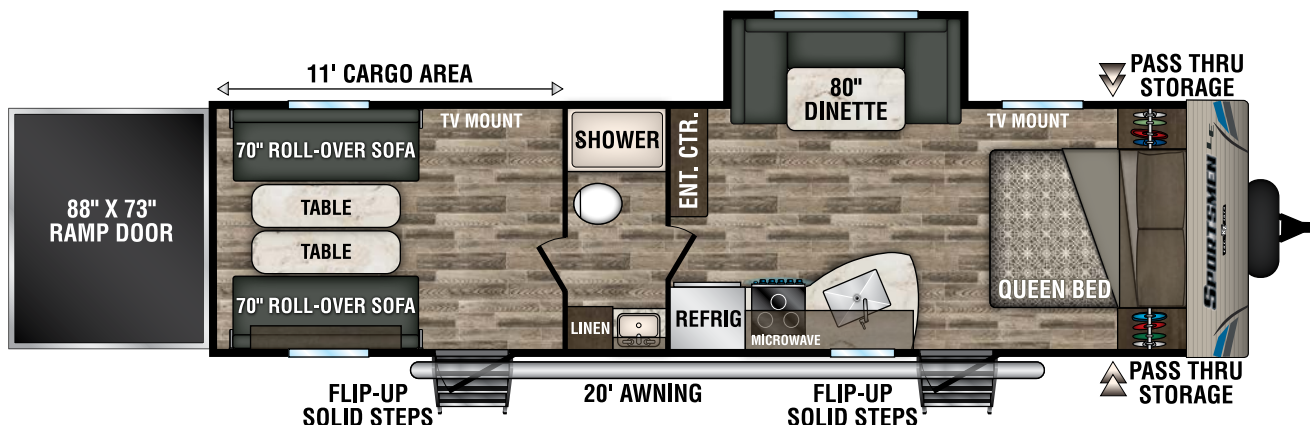 11' CARGO AREA
88" X 73"
RAMP DOOR
70" ROLL-OVER SOFA
TABLE
TABLE
70" ROLL-OVER SOFA
TV MOUNT
SHOWER
LINEN
ENT. CTR.
REFRIG
MICROWAVE
80"
DINETTE
TV MOUNT
QUEEN BED
PASS THRU
STORAGE
SPORTSMEN LE
PASS THRU
STORAGE
FLIP-UP
SOLID STEPS
20' AWNING
FLIP-UP
SOLID STEPS